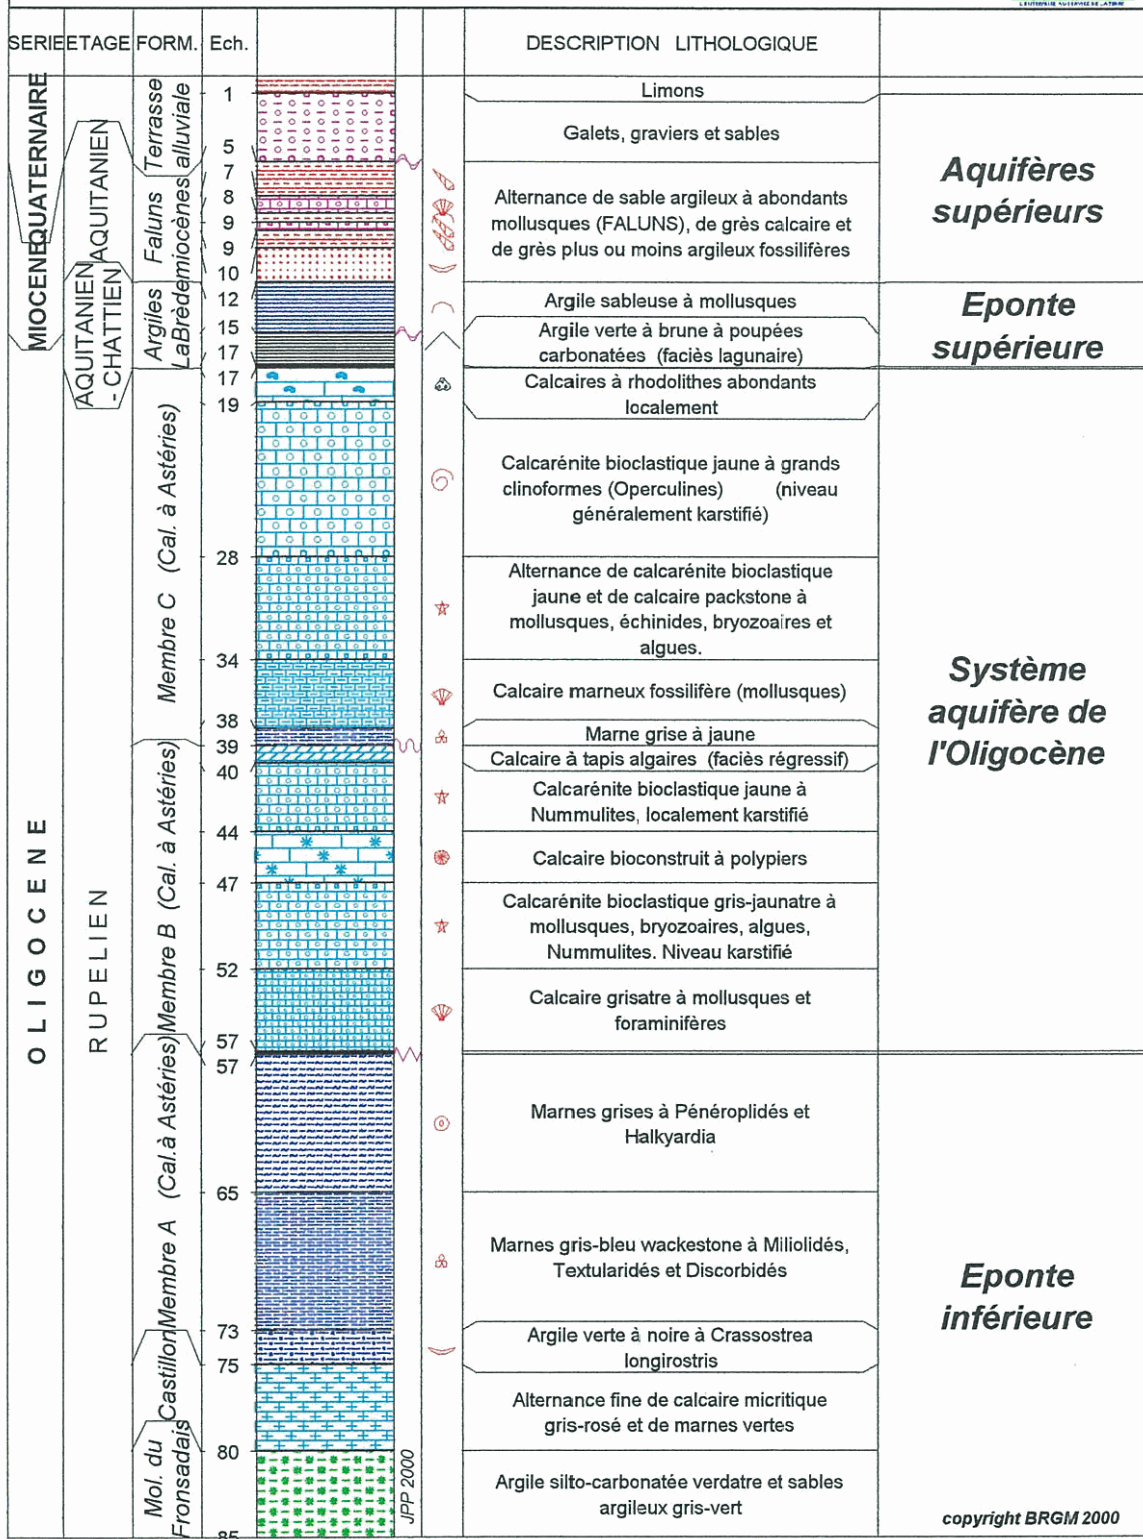 SERIE ETAGE FORM. Ech. DESCRIPTION LITHOLOGIQUE
QUATERNAIRE
MIOCENE
OLIGOCENE
AQUITANIEN
AQUITANIEN
-CHATTIEN
RUPELIEN
Terrasse
alluviale
Faluns
miocènes
Argiles
LaBrède
Membre C (Cal. à Astéries)
Membre B (Cal. à Astéries)
Membre A (Cal.à Astéries)
Castillon
Mol. du
Fronsadais
1
5
7
8
9
9
10
12
15
17
17
19
28
34
38
39
40
44
47
52
57
57
65
73
75
80
85
JPP 2000
Limons
Galets, graviers et sables
Alternance de sable argileux à abondants
mollusques (FALUNS), de grès calcaire et
de grès plus ou moins argileux fossilifères
Argile sableuse à mollusques
Argile verte à brune à poupées
carbonatées (faciès lagunaire)
Calcaires à rhodolithes abondants
localement
Calcarénite bioclastique jaune à grands
clinoformes (Operculines) (niveau
généralement karstifié)
Alternance de calcarénite bioclastique
jaune et de calcaire packstone à
mollusques, échinides, bryozoaires et
algues.
Calcaire marneux fossilifère (mollusques)
Marne grise à jaune
Calcaire à tapis algaires (faciès régressif)
Calcarénite bioclastique jaune à
Nummulites, localement karstifié
Calcaire bioconstruit à polypiers
Calcarénite bioclastique gris-jaunatre à
mollusques, bryozoaires, algues,
Nummulites. Niveau karstifié
Calcaire grisatre à mollusques et
foraminifères
Marnes grises à Pénéroplidés et
Halkyardia
Marnes gris-bleu wackestone à Miliolidés,
Textularidés et Discorbidés
Argile verte à noire à Crassostrea
longirostris
Alternance fine de calcaire micritique
gris-rosé et de marnes vertes
Argile silto-carbonatée verdatre et sables
argileux gris-vert
Aquifères
supérieurs
Eponte
supérieure
Système
aquifère de
l'Oligocène
Eponte
inférieure
copyright BRGM 2000